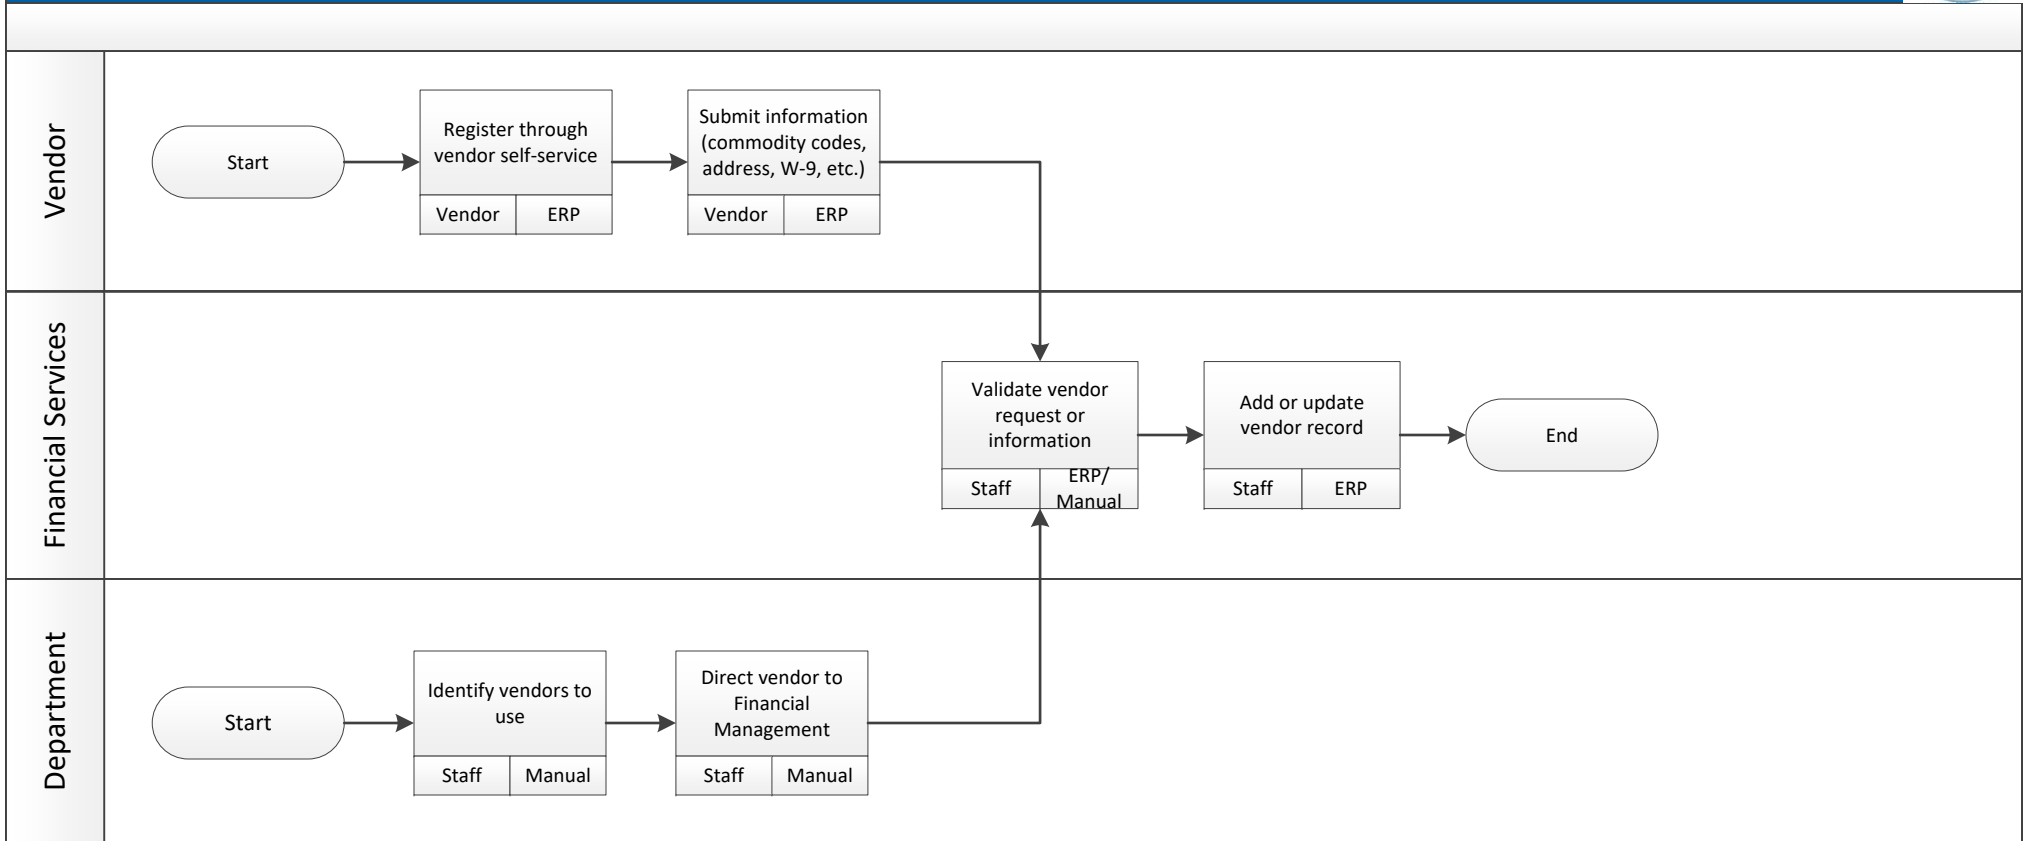 Vendor
Start
Register through
vendor self-service
Vendor
ERP
Submit information
(commodity codes,
address, W-9, etc.)
Vendor
ERP
Financial Services
Validate vendor
request or
information
Staff
ERP/
Manual
Add or update
vendor record
Staff
ERP
End
Department
Start
Identify vendors to
use
Staff
Manual
Direct vendor to
Financial
Management
Staff
Manual